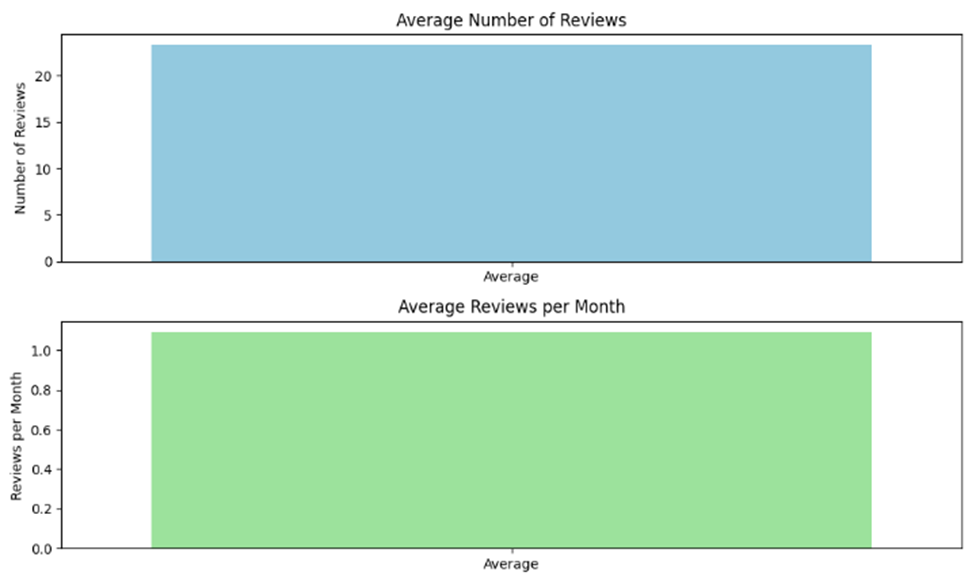 Average Number of Reviews
Number of Reviews
20
15
10
5
0
Average
Average Reviews per Month
Reviews per Month
1.0
0.8
0.6
0.4
0.2
0.0
Average